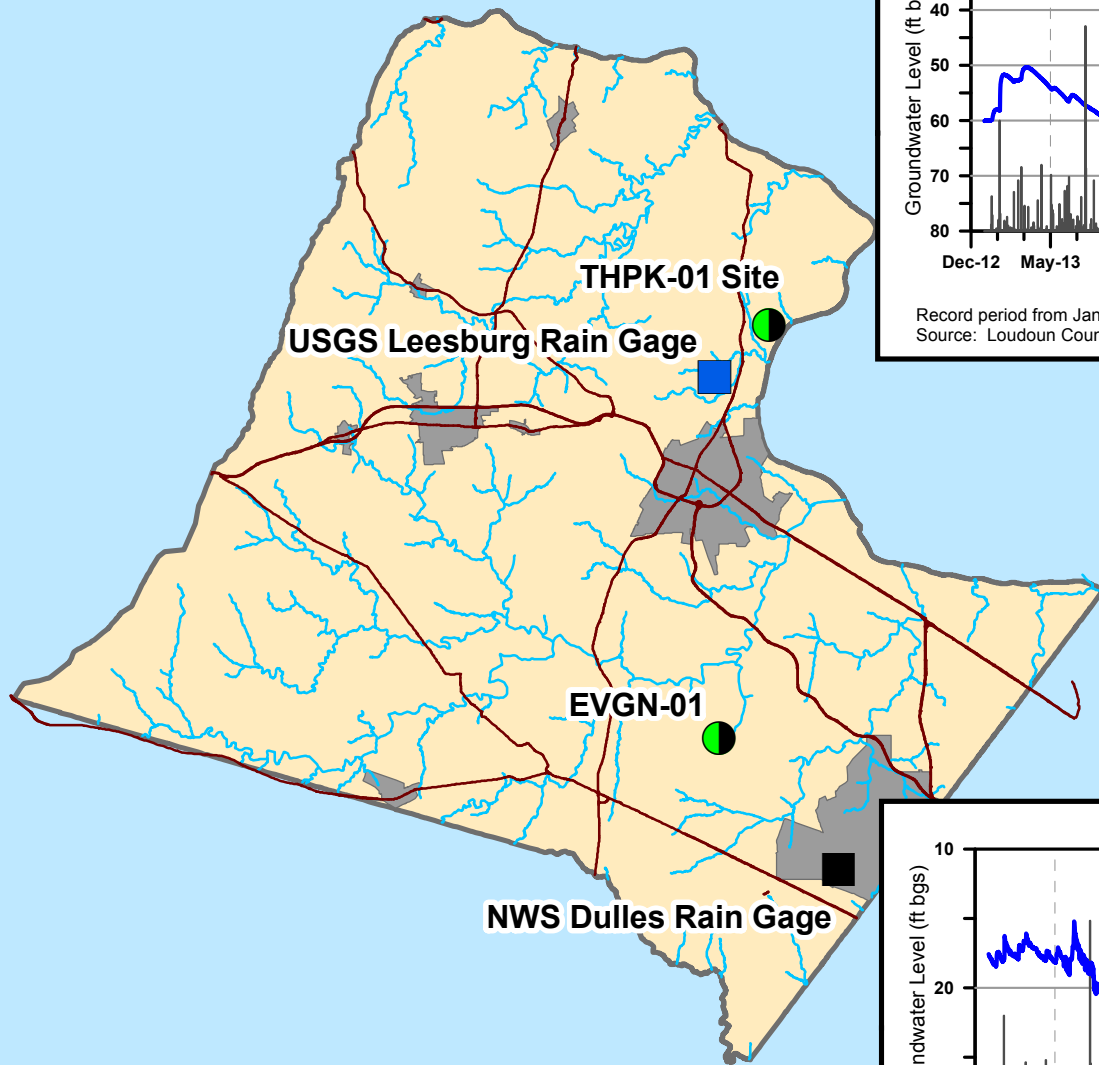 40
50
60
70
80
Groundwater Level (ft b
Dec-12 May-13
Record period from Jan
Source: Loudoun Coun
THPK-01 Site
USGS Leesburg Rain Gage
EVGN-01
NWS Dulles Rain Gage
10
20
ndwater Level (ft bgs)